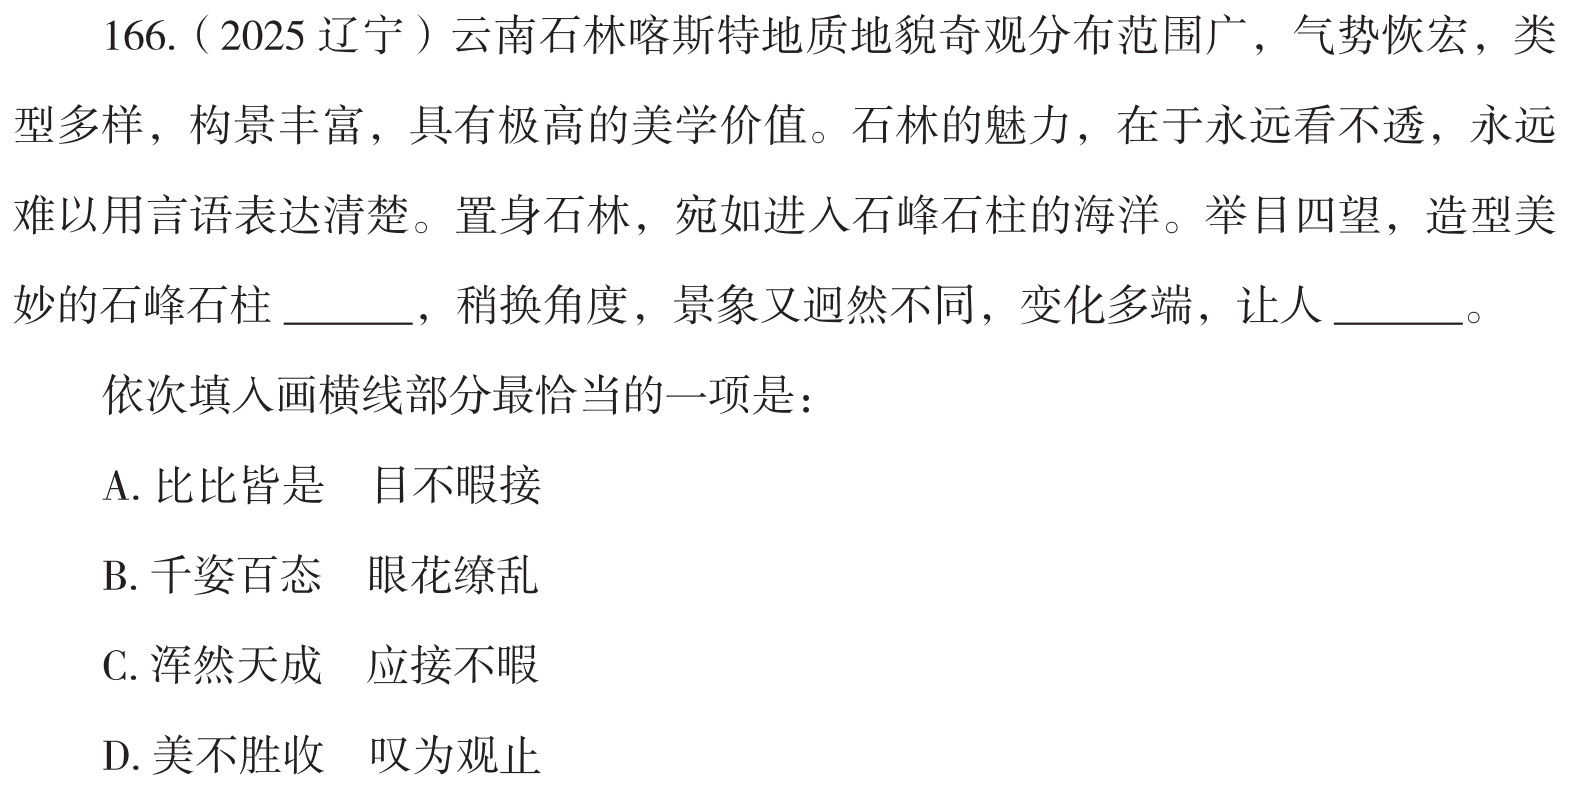 166.（2025 辽宁）云南石林喀斯特地质地貌奇观分布范围广，气势恢宏，类
型多样，构景丰富，具有极高的美学价值。石林的魅力，在于永远看不透，永远
难以用言语表达清楚。置身石林，宛如进入石峰石柱的海洋。举目四望，造型美
妙的石峰石柱 ______，稍换角度，景象又迥然不同，变化多端，让人 ______。
依次填入画横线部分最恰当的一项是：
A. 比比皆是　目不暇接
B. 千姿百态　眼花缭乱
C. 浑然天成　应接不暇
D. 美不胜收　叹为观止